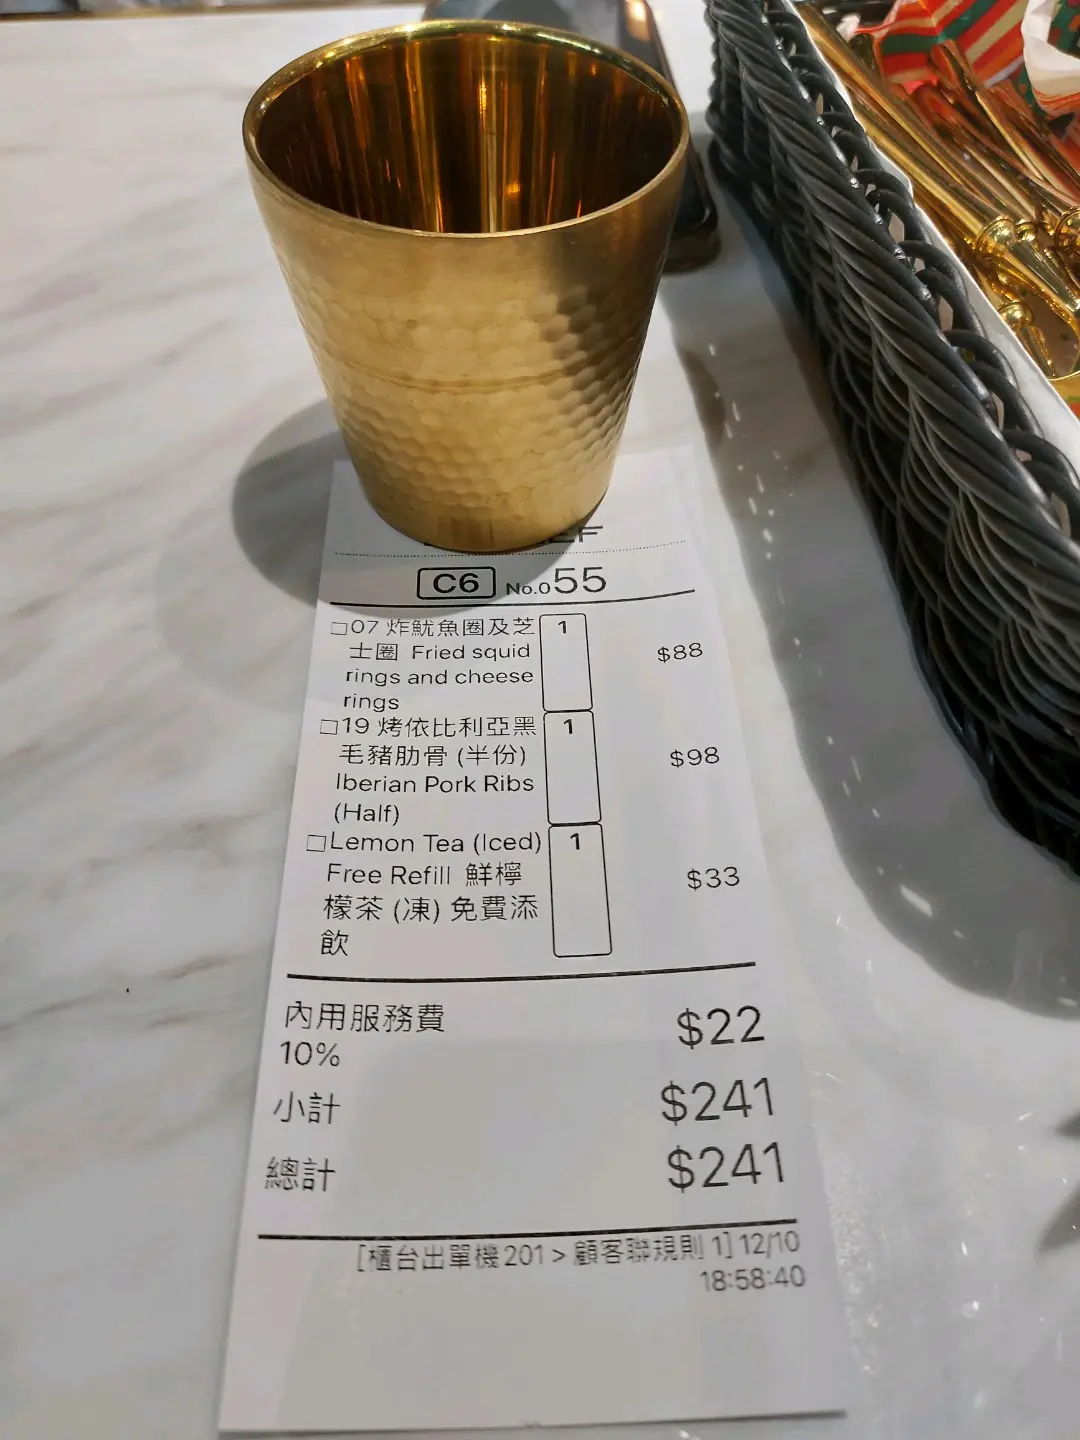 C6 No.055
□07 炸魷魚圈及芝 1
士圈 Fried squid $88
rings and cheese
rings
□19 烤依比利亞黑 1
毛豬肋骨 (半份) $98
Iberian Pork Ribs
(Half)
□Lemon Tea (Iced) 1
Free Refill 鮮檸 $33
檬茶 (凍) 免費添
飲
內用服務費 $22
10%
小計 $241
總計 $241
[櫃台出單機201 > 顧客聯規則 1] 12/10
18:58:40